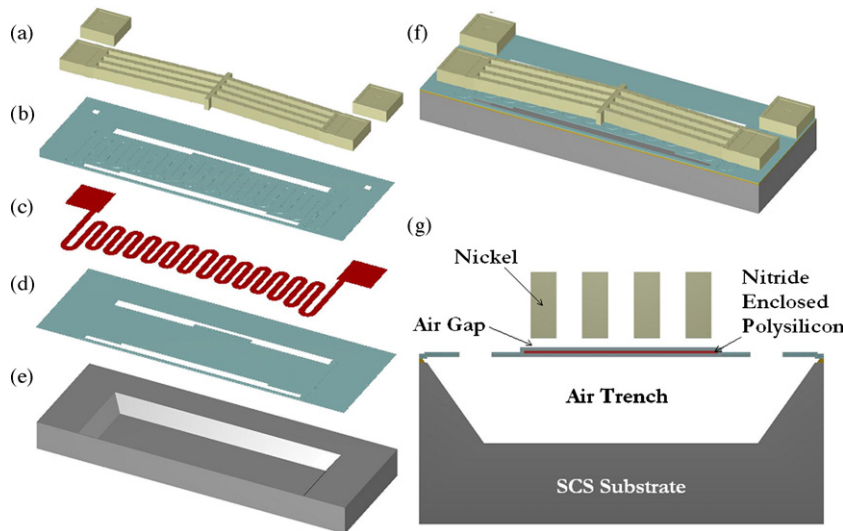 (a)
(b)
(c)
(d)
(e)
(f)
(g)
Nickel
Air Gap
Nitride
Enclosed
Polysilicon
Air Trench
SCS Substrate